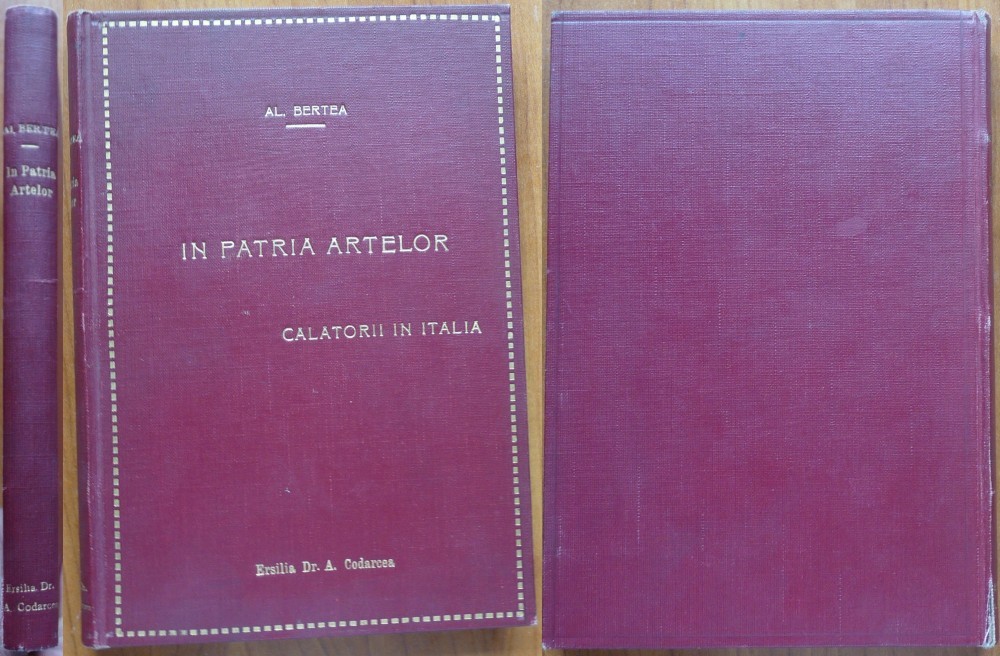 AL. BERTEA
In Patria
Artelor
Ersilia Dr.
A. Codarcea
AL. BERTEA
IN PATRIA ARTELOR
CALATORII IN ITALIA
Ersilia Dr. A. Codarcea